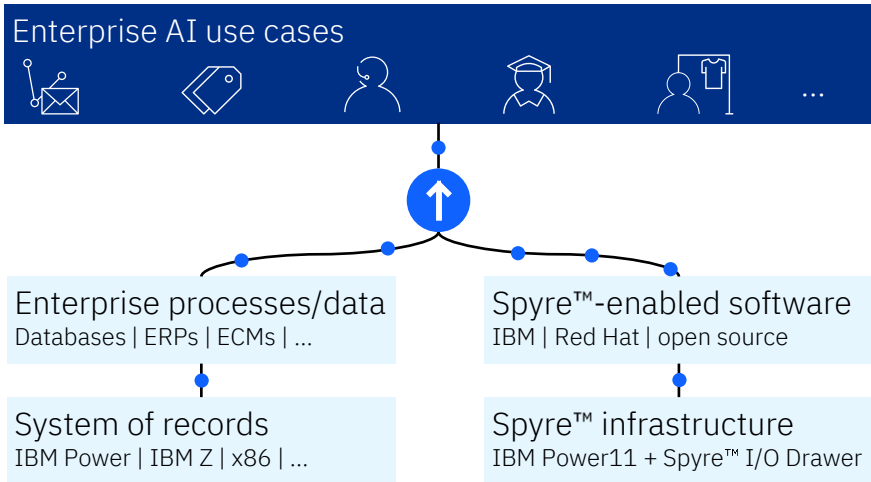 Enterprise AI use cases
...
Enterprise processes/data
Databases | ERPs | ECMs | ...
Spyre™-enabled software
IBM | Red Hat | open source
System of records
IBM Power | IBM Z | x86 | ...
Spyre™ infrastructure
IBM Power11 + Spyre™ I/O Drawer